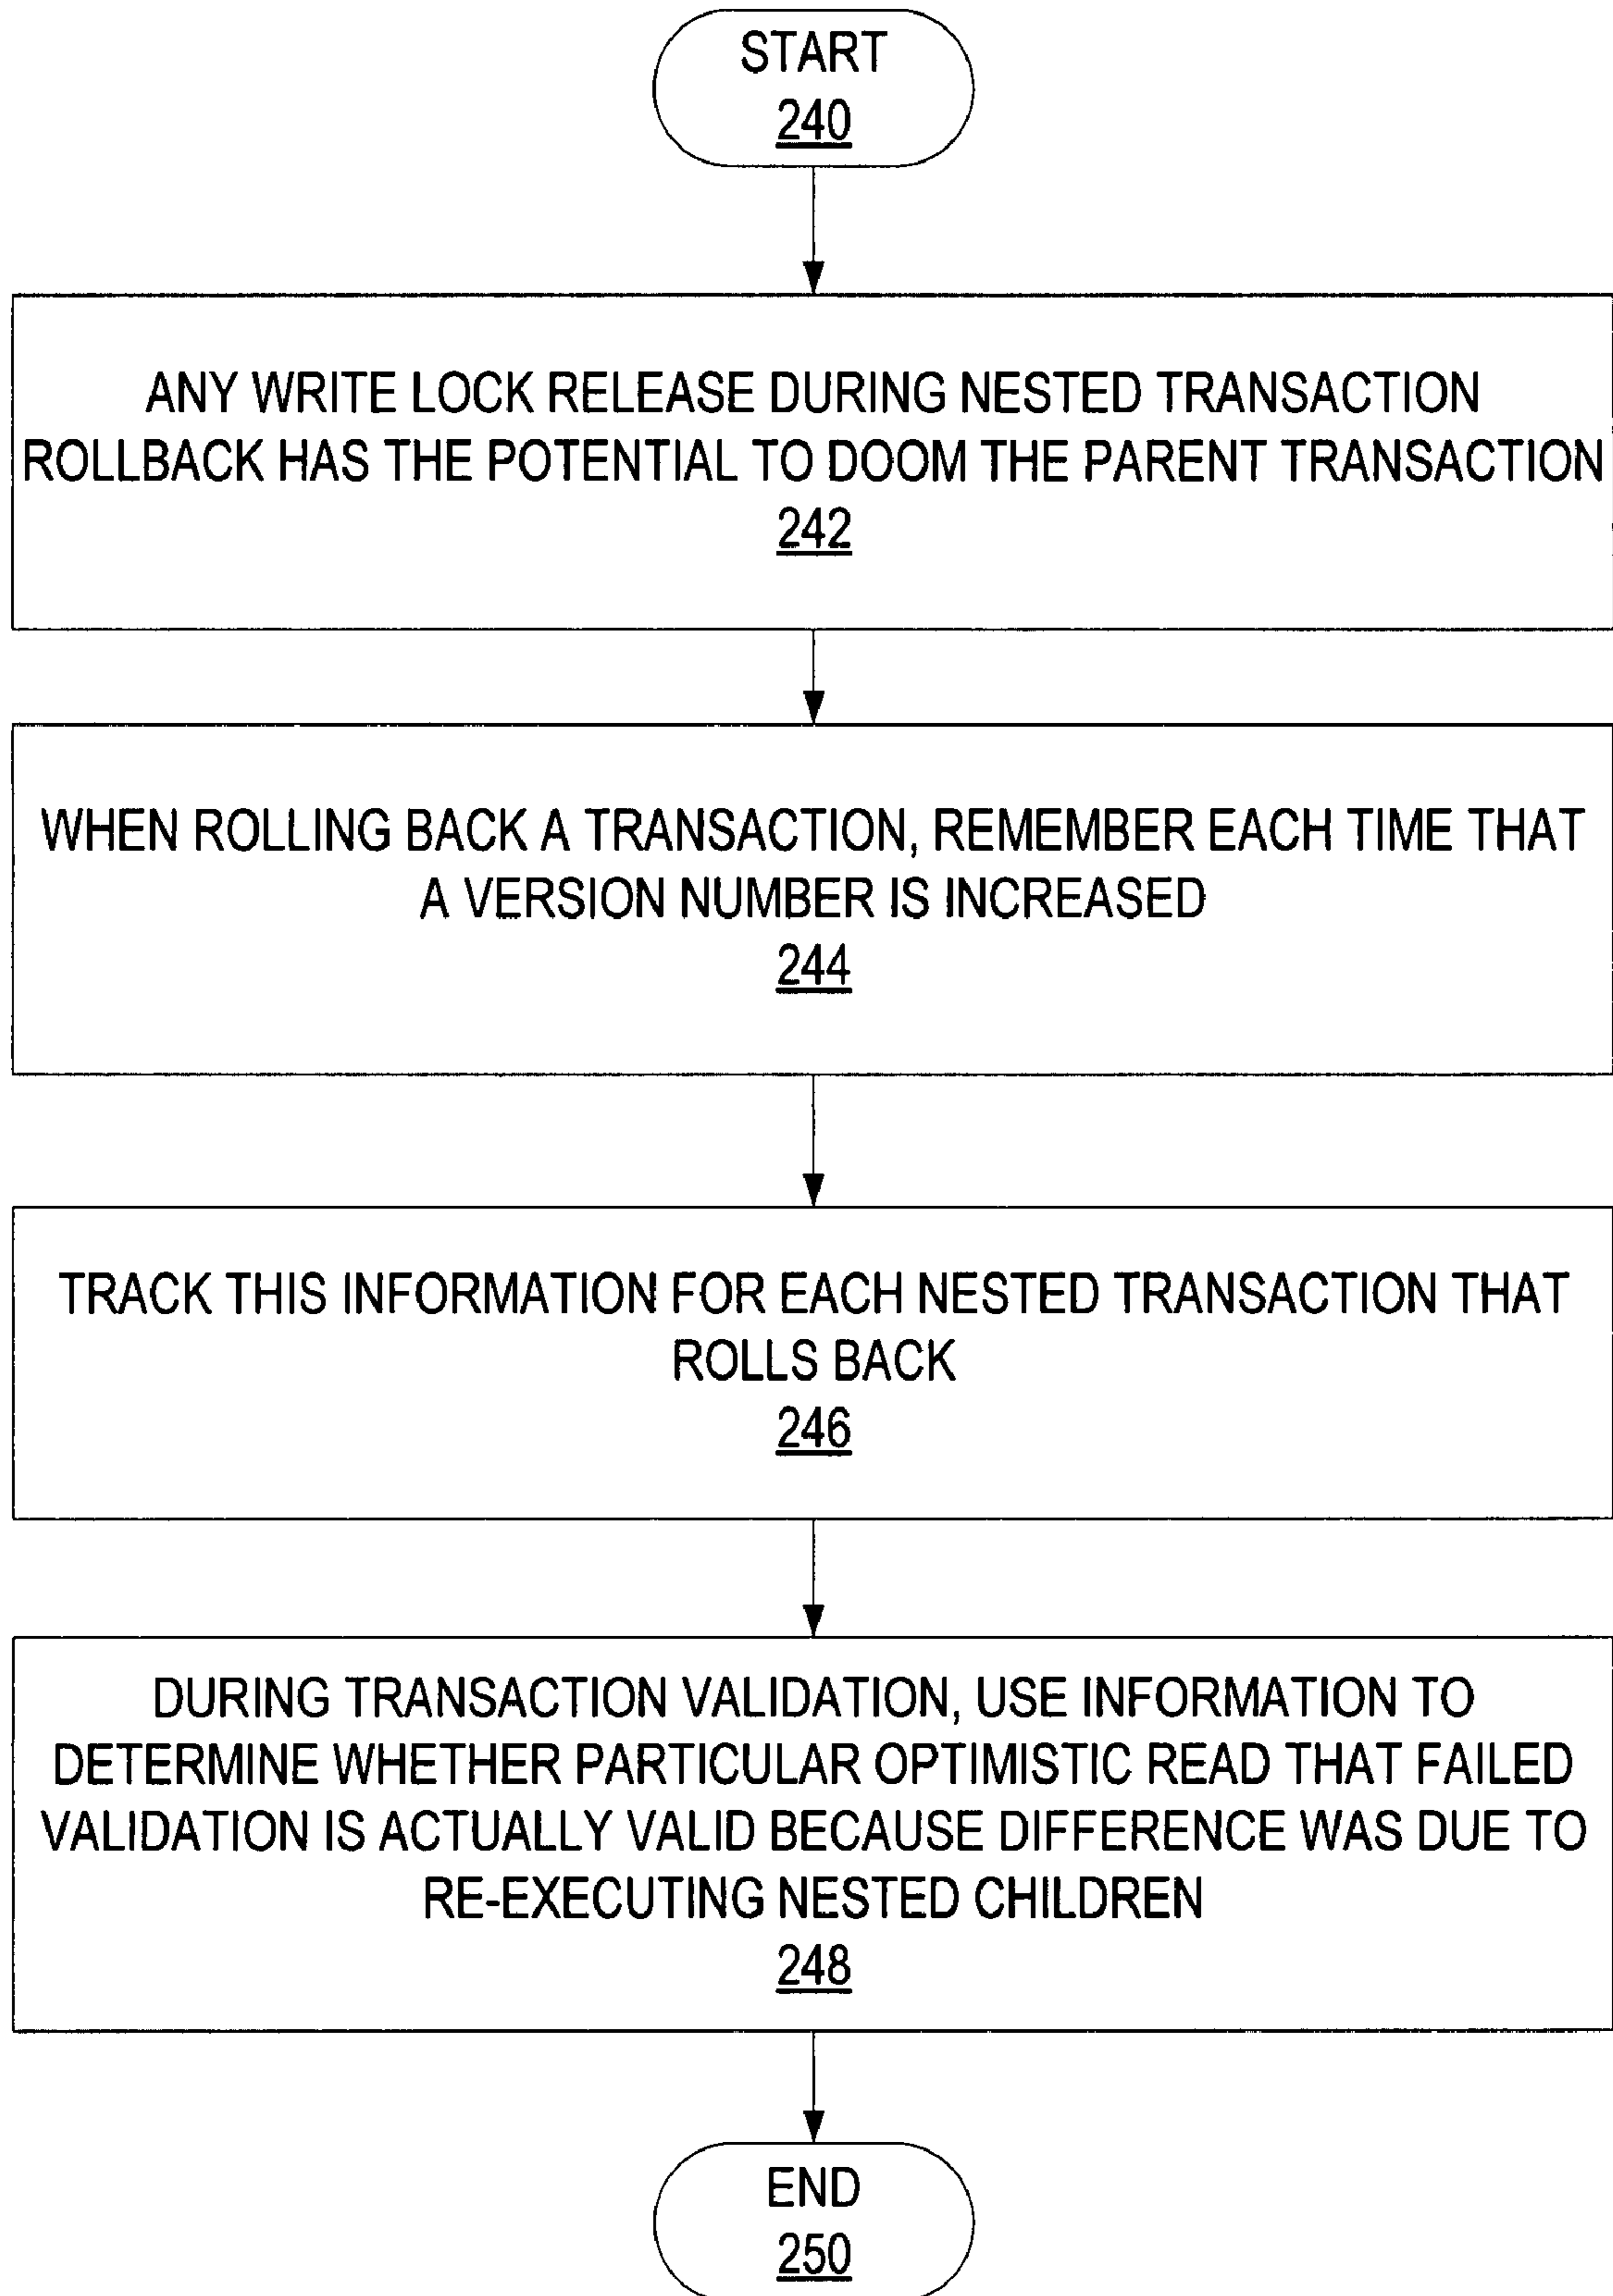 START
240
ANY WRITE LOCK RELEASE DURING NESTED TRANSACTION
ROLLBACK HAS THE POTENTIAL TO DOOM THE PARENT TRANSACTION
242
WHEN ROLLING BACK A TRANSACTION, REMEMBER EACH TIME THAT
A VERSION NUMBER IS INCREASED
244
TRACK THIS INFORMATION FOR EACH NESTED TRANSACTION THAT
ROLLS BACK
246
DURING TRANSACTION VALIDATION, USE INFORMATION TO
DETERMINE WHETHER PARTICULAR OPTIMISTIC READ THAT FAILED
VALIDATION IS ACTUALLY VALID BECAUSE DIFFERENCE WAS DUE TO
RE-EXECUTING NESTED CHILDREN
248
END
250